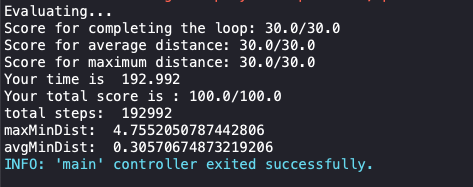 Evaluating...
Score for completing the loop: 30.0/30.0
Score for average distance: 30.0/30.0
Score for maximum distance: 30.0/30.0
Your time is  192.992
Your total score is : 100.0/100.0
total steps:  192992
maxMinDist:  4.7552050787442806
avgMinDist:  0.30570674873219206
INFO: 'main' controller exited successfully.